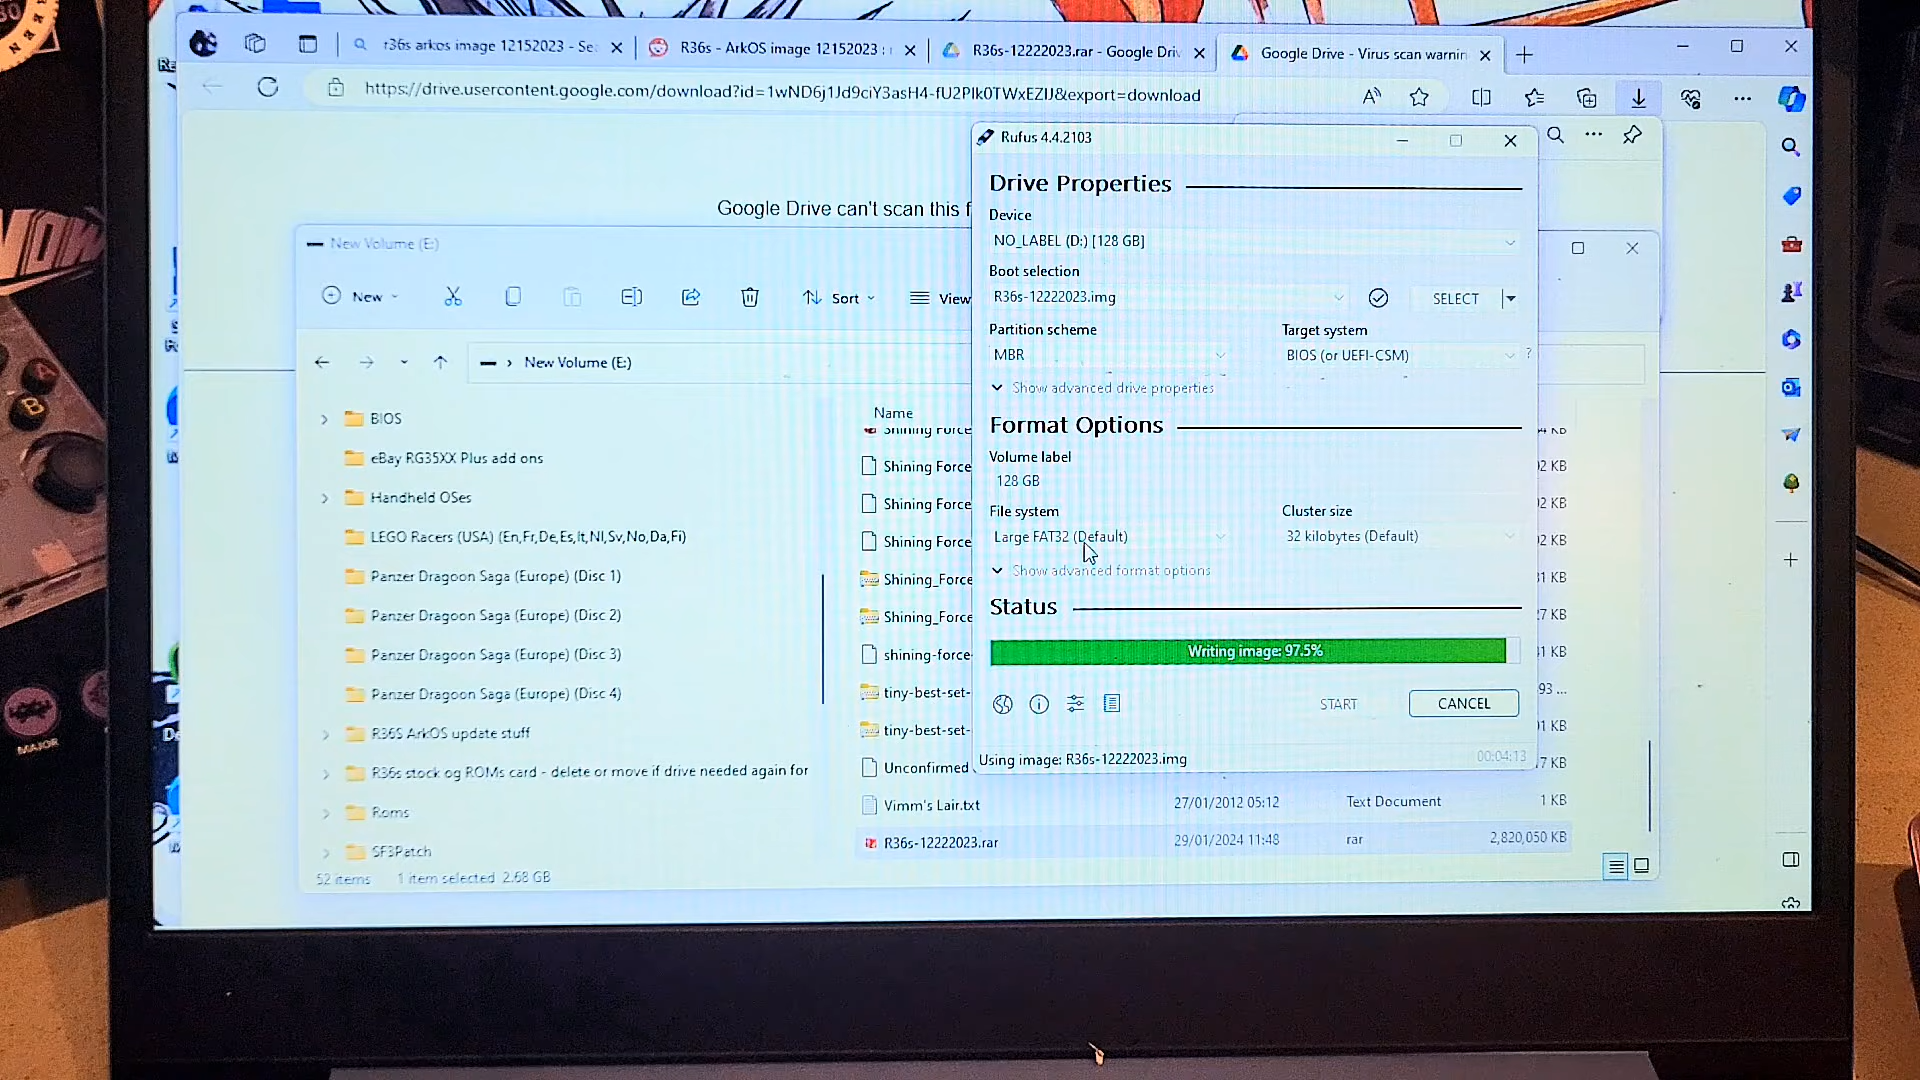 r36s arkos image 12152023 - Se
R36s - ArkOS image 12152023 :
R36s-12222023.rar - Google Dri
Google Drive - Virus scan warnin
https://drive.usercontent.google.com/download?id=1wND6j1Jd9ciY3asH4-fU2PIk0TWxEZIJ&export=download
Google Drive can't scan this f
New Volume (E:)
New
Sort
View
New Volume (E:)
BIOS
eBay RG35XX Plus add ons
Handheld OSes
LEGO Racers (USA) (En,Fr,De,Es,It,Nl,Sv,No,Da,Fi)
Panzer Dragoon Saga (Europe) (Disc 1)
Panzer Dragoon Saga (Europe) (Disc 2)
Panzer Dragoon Saga (Europe) (Disc 3)
Panzer Dragoon Saga (Europe) (Disc 4)
R36S ArkOS update stuff
R36s stock og ROMs card - delete or move if drive needed again for
Roms
SF3Patch
52 items 1 item selected 2.68 GB
Name
Shining Force
Shining Force
Shining Force
Shining Force
Shining_Force
Shining_Force
shining-force-
tiny-best-set-
tiny-best-set-
Unconfirmed
Vimm's Lair.txt 27/01/2012 05:12 Text Document 1 KB
R36s-12222023.rar 29/01/2024 11:48 rar 2,820,050 KB
Rufus 4.4.2103
Drive Properties
Device
NO_LABEL (D:) [128 GB]
Boot selection
R36s-12222023.img
SELECT
Partition scheme
Target system
MBR
BIOS (or UEFI-CSM)
?
Show advanced drive properties
Format Options
Volume label
128 GB
File system
Cluster size
Large FAT32 (Default)
32 kilobytes (Default)
Show advanced format options
Status
Writing image: 97.5%
START
CANCEL
Using image: R36s-12222023.img
00:04:13
A
B
MAJOR